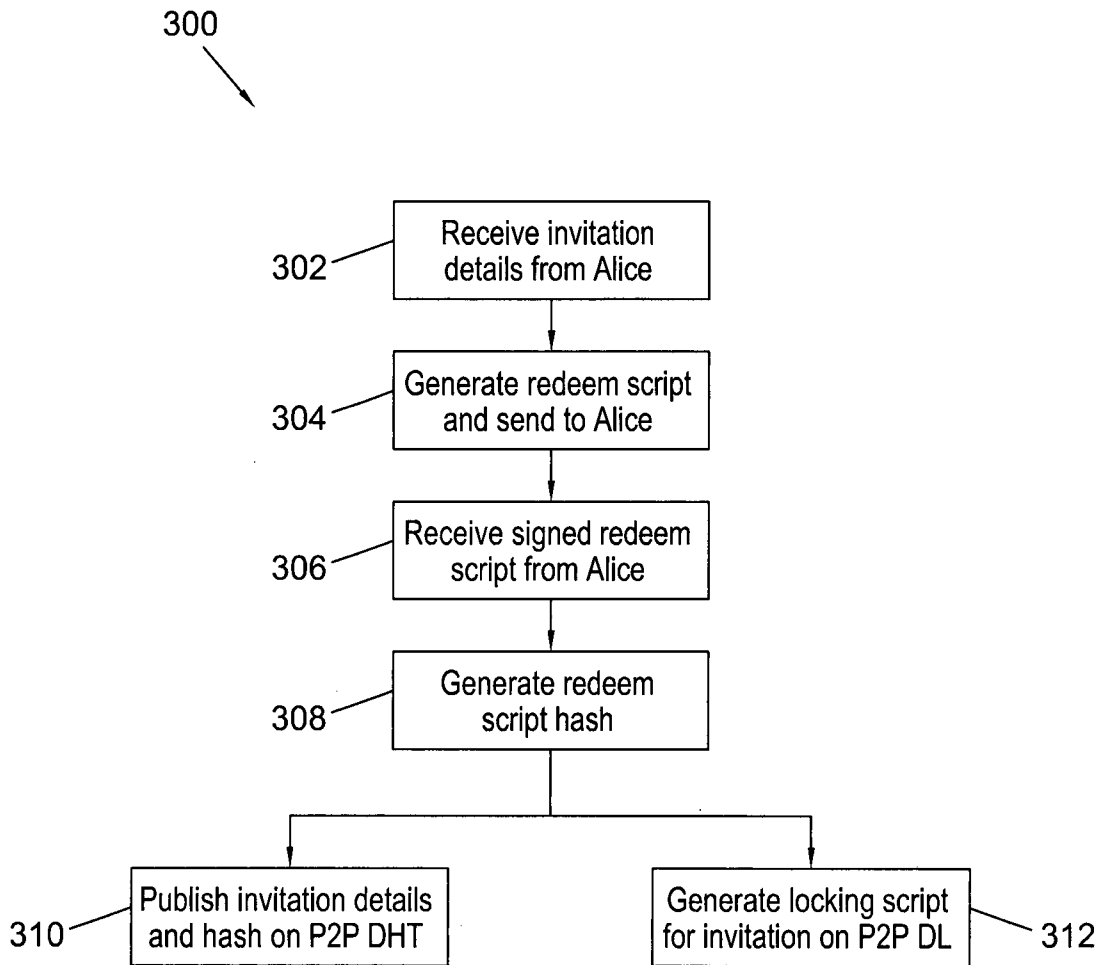 300
302
Receive invitation
details from Alice
304
Generate redeem script
and send to Alice
306
Receive signed redeem
script from Alice
308
Generate redeem
script hash
310
Publish invitation details
and hash on P2P DHT
Generate locking script
for invitation on P2P DL
312